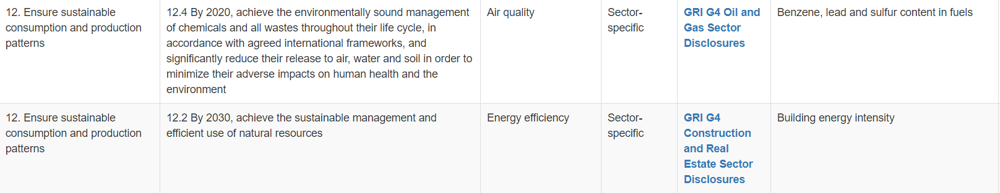 12. Ensure sustainable
consumption and production
patterns
12.4 By 2020, achieve the environmentally sound management
of chemicals and all wastes throughout their life cycle, in
accordance with agreed international frameworks, and
significantly reduce their release to air, water and soil in order to
minimize their adverse impacts on human health and the
environment
Air quality
Sector-
specific
GRI G4 Oil and
Gas Sector
Disclosures
Benzene, lead and sulfur content in fuels
12. Ensure sustainable
consumption and production
patterns
12.2 By 2030, achieve the sustainable management and
efficient use of natural resources
Energy efficiency
Sector-
specific
GRI G4
Construction
and Real
Estate Sector
Disclosures
Building energy intensity